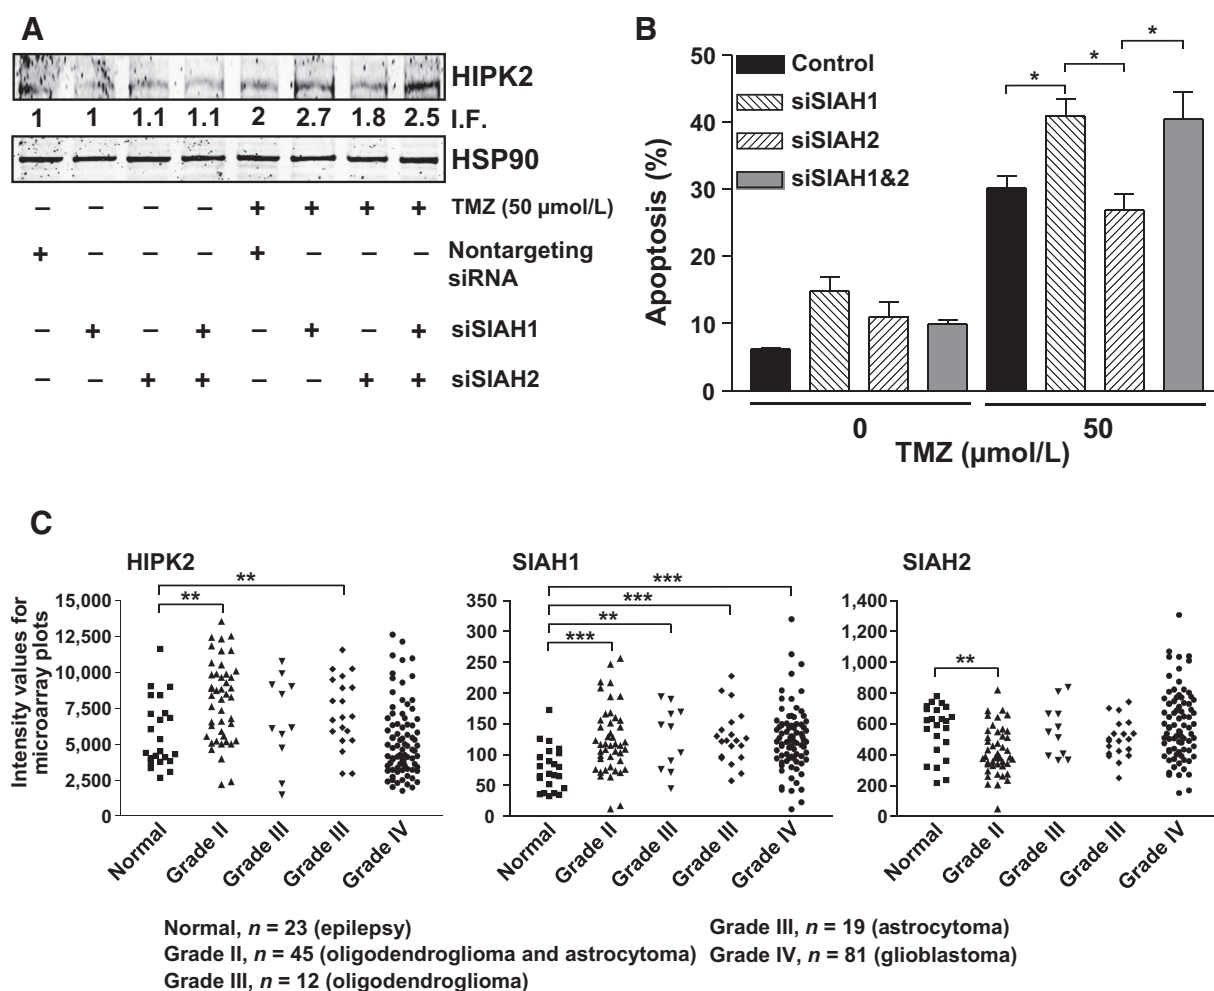 A
HIPK2
1 1 1.1 1.1 2 2.7 1.8 2.5 I.F.
HSP90
– – – – + + + + TMZ (50 µmol/L)
+ – – – + – – – Nontargeting
siRNA
– + – + – + – + siSIAH1
– – + + – – + + siSIAH2
B
Apoptosis (%)
50
40
30
20
10
0
Control
siSIAH1
siSIAH2
siSIAH1&2
*
*
*
0 50
TMZ (µmol/L)
C
HIPK2
Intensity values for
microarray plots
15,000
12,500
10,000
7,500
5,000
2,500
0
**
**
Normal Grade II Grade III Grade III Grade IV
SIAH1
350
300
250
200
150
100
50
0
***
***
**
***
Normal Grade II Grade III Grade III Grade IV
SIAH2
1,400
1,200
1,000
800
600
400
200
0
**
Normal Grade II Grade III Grade III Grade IV
Normal, n = 23 (epilepsy)
Grade II, n = 45 (oligodendroglioma and astrocytoma)
Grade III, n = 12 (oligodendroglioma)
Grade III, n = 19 (astrocytoma)
Grade IV, n = 81 (glioblastoma)